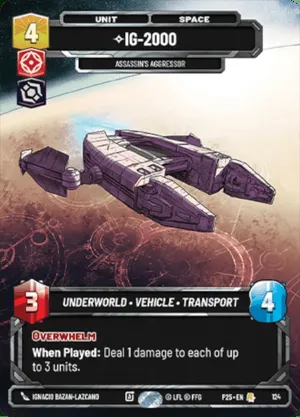 UNIT SPACE
4
IG-2000
ASSASSIN'S AGGRESSOR
3 UNDERWORLD • VEHICLE • TRANSPORT 4
OVERWHELM
When Played: Deal 1 damage to each of up
to 3 units.
IGNACIO BAZAN-LAZCANO © LFL © FFG P25 • EN 124